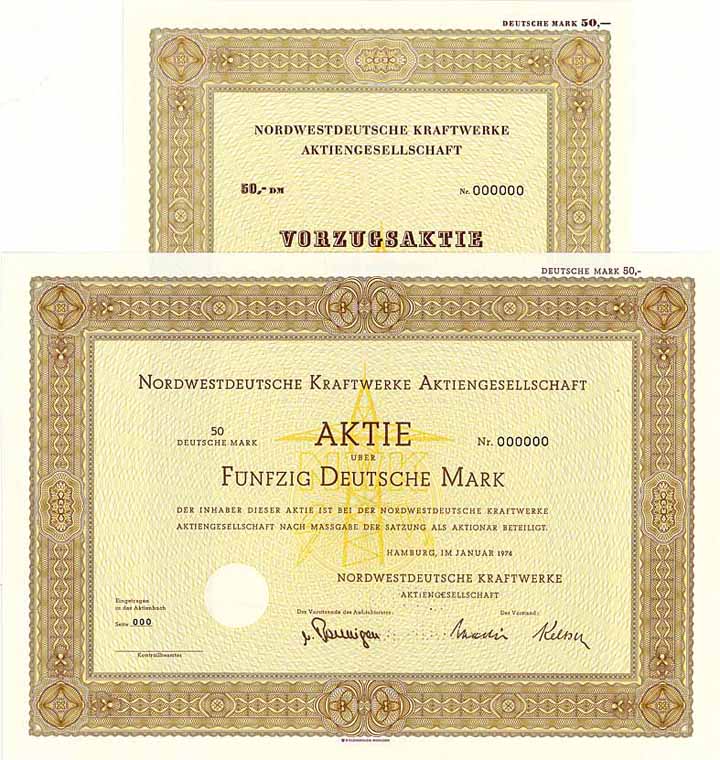 DEUTSCHE MARK 50,—
NORDWESTDEUTSCHE KRAFTWERKE
AKTIENGESELLSCHAFT
50,- DM
Nr. 000000
VORZUGSAKTIE
DEUTSCHE MARK 50,-
NORDWESTDEUTSCHE KRAFTWERKE AKTIENGESELLSCHAFT
50
DEUTSCHE MARK
AKTIE
Nr. 000000
ÜBER
FÜNFZIG DEUTSCHE MARK
NWK
DER INHABER DIESER AKTIE IST BEI DER NORDWESTDEUTSCHE KRAFTWERKE
AKTIENGESELLSCHAFT NACH MASSGABE DER SATZUNG ALS AKTIONÄR BETEILIGT.
HAMBURG, IM JANUAR 1974
NORDWESTDEUTSCHE KRAFTWERKE
AKTIENGESELLSCHAFT
Eingetragen
in das Aktienbuch
Seite 000
Kontrollbeamter
Der Vorsitzende des Aufsichtsrates:
Der Vorstand: